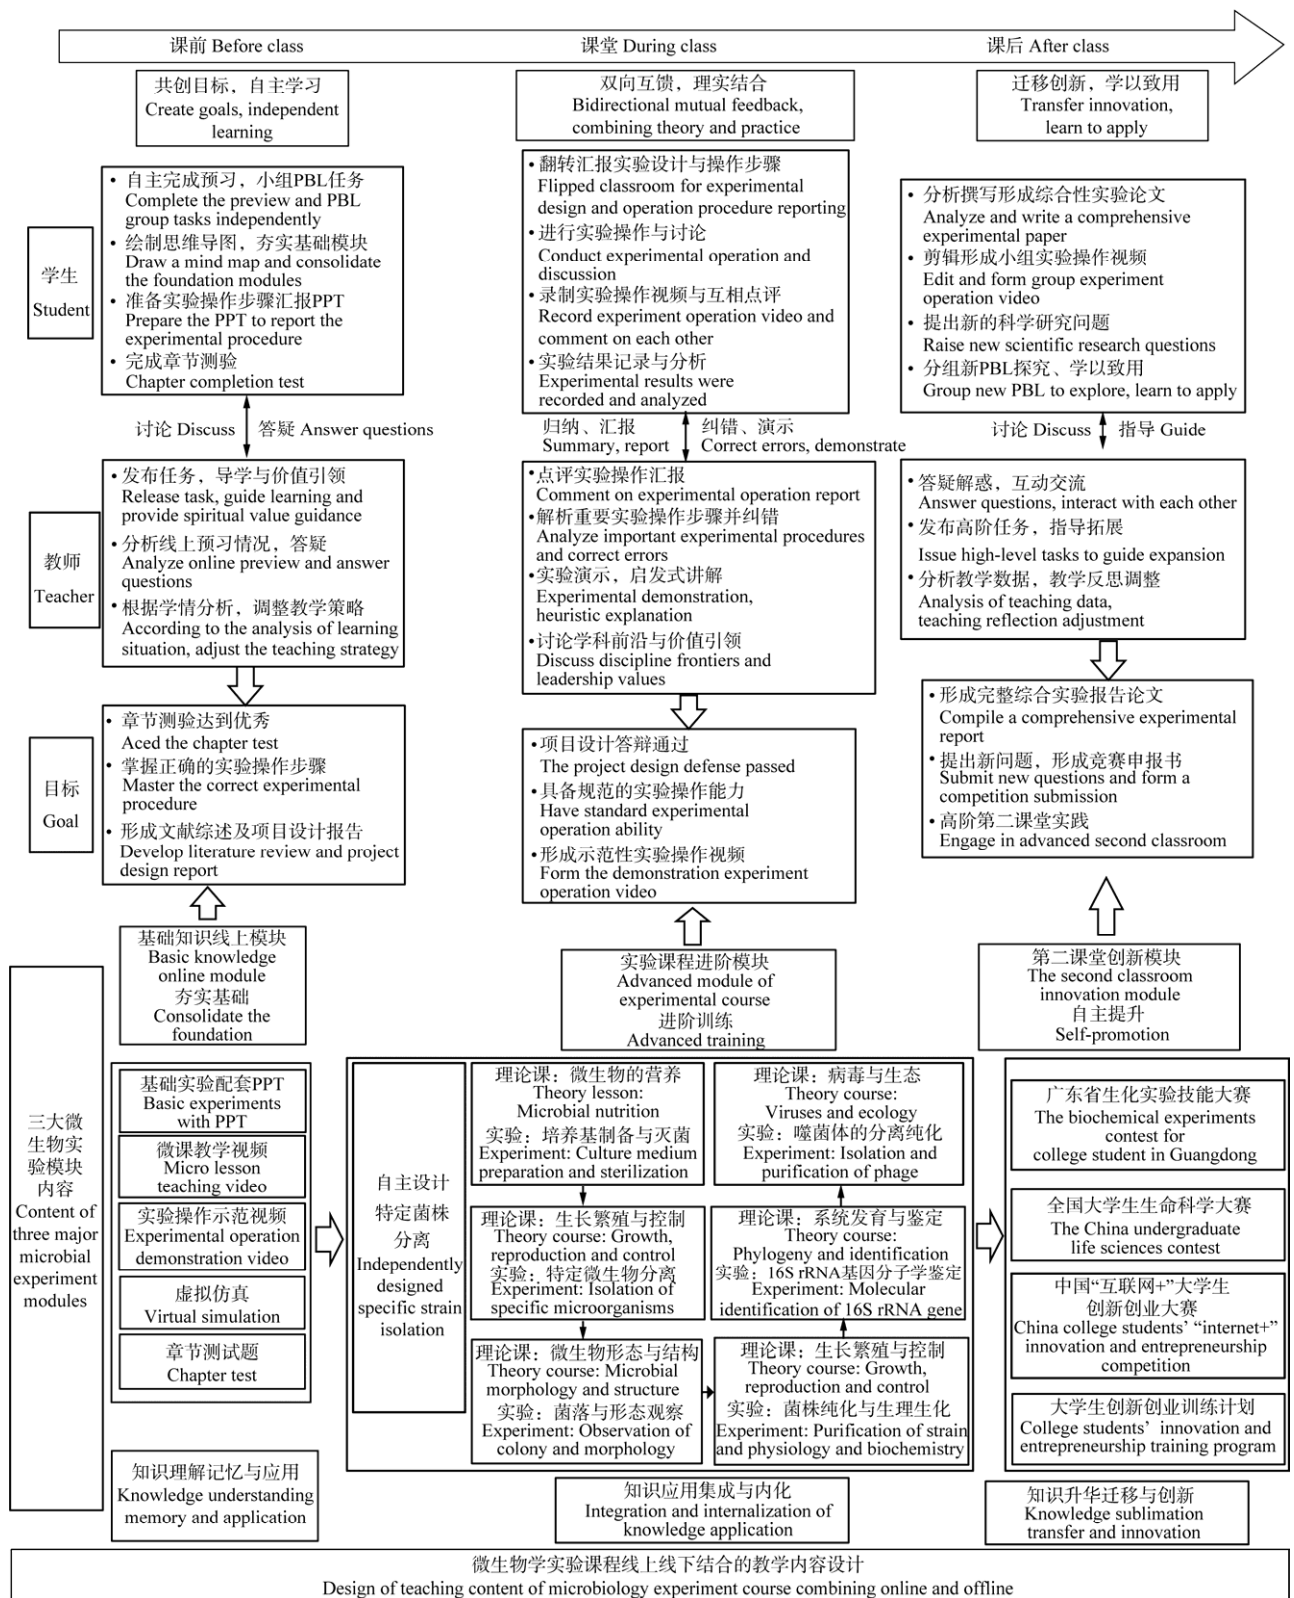 课前 Before class
课堂 During class
课后 After class
共创目标，自主学习
Create goals, independent
learning
双向互馈，理实结合
Bidirectional mutual feedback,
combining theory and practice
迁移创新，学以致用
Transfer innovation,
learn to apply
学生
Student
• 自主完成预习，小组PBL任务
Complete the preview and PBL
group tasks independently
• 绘制思维导图，夯实基础模块
Draw a mind map and consolidate
the foundation modules
• 准备实验操作步骤汇报PPT
Prepare the PPT to report the
experimental procedure
• 完成章节测验
Chapter completion test
• 翻转汇报实验设计与操作步骤
Flipped classroom for experimental
design and operation procedure reporting
• 进行实验操作与讨论
Conduct experimental operation and
discussion
• 录制实验操作视频与互相点评
Record experiment operation video and
comment on each other
• 实验结果记录与分析
Experimental results were
recorded and analyzed
• 分析撰写形成综合性实验论文
Analyze and write a comprehensive
experimental paper
• 剪辑形成小组实验操作视频
Edit and form group experiment
operation video
• 提出新的科学研究问题
Raise new scientific research questions
• 分组新PBL探究、学以致用
Group new PBL to explore, learn to apply
讨论 Discuss
答疑 Answer questions
归纳、汇报
Summary, report
纠错、演示
Correct errors, demonstrate
讨论 Discuss
指导 Guide
教师
Teacher
• 发布任务，导学与价值引领
Release task, guide learning and
provide spiritual value guidance
• 分析线上预习情况，答疑
Analyze online preview and answer
questions
• 根据学情分析，调整教学策略
According to the analysis of learning
situation, adjust the teaching strategy
• 点评实验操作汇报
Comment on experimental operation report
• 解析重要实验操作步骤并纠错
Analyze important experimental procedures
and correct errors
• 实验演示，启发式讲解
Experimental demonstration,
heuristic explanation
• 讨论学科前沿与价值引领
Discuss discipline frontiers and
leadership values
• 答疑解惑，互动交流
Answer questions, interact with each other
• 发布高阶任务，指导拓展
Issue high-level tasks to guide expansion
• 分析教学数据，教学反思调整
Analysis of teaching data,
teaching reflection adjustment
目标
Goal
• 章节测验达到优秀
Aced the chapter test
• 掌握正确的实验操作步骤
Master the correct experimental
procedure
• 形成文献综述及项目设计报告
Develop literature review and project
design report
• 项目设计答辩通过
The project design defense passed
• 具备规范的实验操作能力
Have standard experimental
operation ability
• 形成示范性实验操作视频
Form the demonstration experiment
operation video
• 形成完整综合实验报告论文
Compile a comprehensive experimental
report
• 提出新问题，形成竞赛申报书
Submit new questions and form a
competition submission
• 高阶第二课堂实践
Engage in advanced second classroom
三大微
生物实
验模块
内容
Content of
three major
microbial
experiment
modules
基础知识线上模块
Basic knowledge
online module
夯实基础
Consolidate the
foundation
实验课程进阶模块
Advanced module of
experimental course
进阶训练
Advanced training
第二课堂创新模块
The second classroom
innovation module
自主提升
Self-promotion
基础实验配套PPT
Basic experiments
with PPT
微课教学视频
Micro lesson
teaching video
实验操作示范视频
Experimental operation
demonstration video
虚拟仿真
Virtual simulation
章节测试题
Chapter test
自主设计
特定菌株
分离
Independently
designed
specific strain
isolation
理论课：微生物的营养
Theory lesson:
Microbial nutrition
实验：培养基制备与灭菌
Experiment: Culture medium
preparation and sterilization
理论课：生长繁殖与控制
Theory course: Growth,
reproduction and control
实验：特定微生物分离
Experiment: Isolation of
specific microorganisms
理论课：微生物形态与结构
Theory course: Microbial
morphology and structure
实验：菌落与形态观察
Experiment: Observation of
colony and morphology
理论课：病毒与生态
Theory course:
Viruses and ecology
实验：噬菌体的分离纯化
Experiment: Isolation and
purification of phage
理论课：系统发育与鉴定
Theory course:
Phylogeny and identification
实验：16S rRNA基因分子学鉴定
Experiment: Molecular
identification of 16S rRNA gene
理论课：生长繁殖与控制
Theory course: Growth,
reproduction and control
实验：菌株纯化与生理生化
Experiment: Purification of strain
and physiology and biochemistry
广东省生化实验技能大赛
The biochemical experiments
contest for
college student in Guangdong
全国大学生生命科学大赛
The China undergraduate
life sciences contest
中国“互联网+”大学生
创新创业大赛
China college students’ “internet+”
innovation and entrepreneurship
competition
大学生创新创业训练计划
College students’ innovation and
entrepreneurship training program
知识理解记忆与应用
Knowledge understanding
memory and application
知识应用集成与内化
Integration and internalization of
knowledge application
知识升华迁移与创新
Knowledge sublimation
transfer and innovation
微生物学实验课程线上线下结合的教学内容设计
Design of teaching content of microbiology experiment course combining online and offline